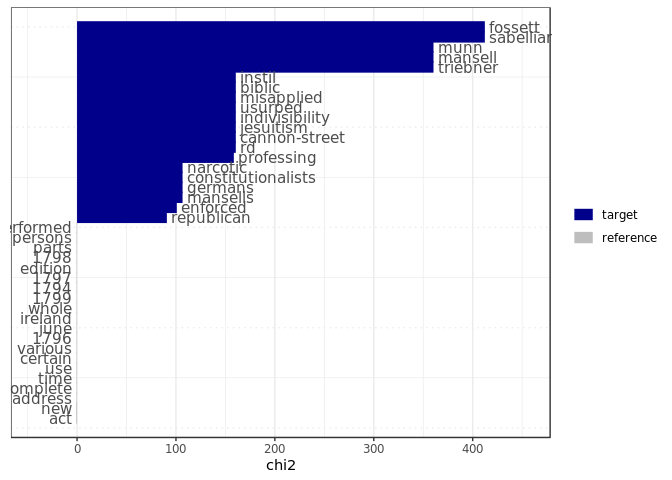 fossett
sabellian
munn
mansell
triebner
instil
biblic
misapplied
usurped
indivisibility
jesuitism
cannon-street
rd
professing
narcotic
constitutionalists
germans
mansells
enforced
republican
erformed
persons
parts
1798
edition
1797
1794
1799
whole
ireland
june
1796
various
certain
use
time
omplete
address
new
act
target
reference
0 100 200 300 400
chi2